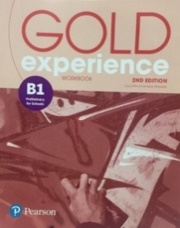 GOLD
experience
WORKBOOK
2ND EDITION
B1
Preliminary
for Schools
Pearson